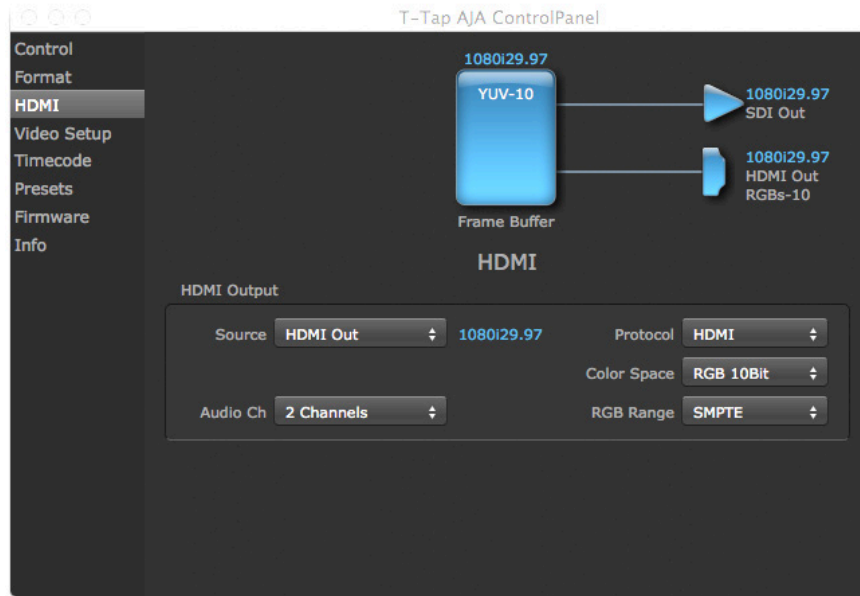 T-Tap AJA ControlPanel
Control
Format
HDMI
Video Setup
Timecode
Presets
Firmware
Info
1080i29.97
YUV-10
Frame Buffer
1080i29.97
SDI Out
1080i29.97
HDMI Out
RGBs-10
HDMI
HDMI Output
Source HDMI Out 1080i29.97 Protocol HDMI
Color Space RGB 10Bit
Audio Ch 2 Channels RGB Range SMPTE